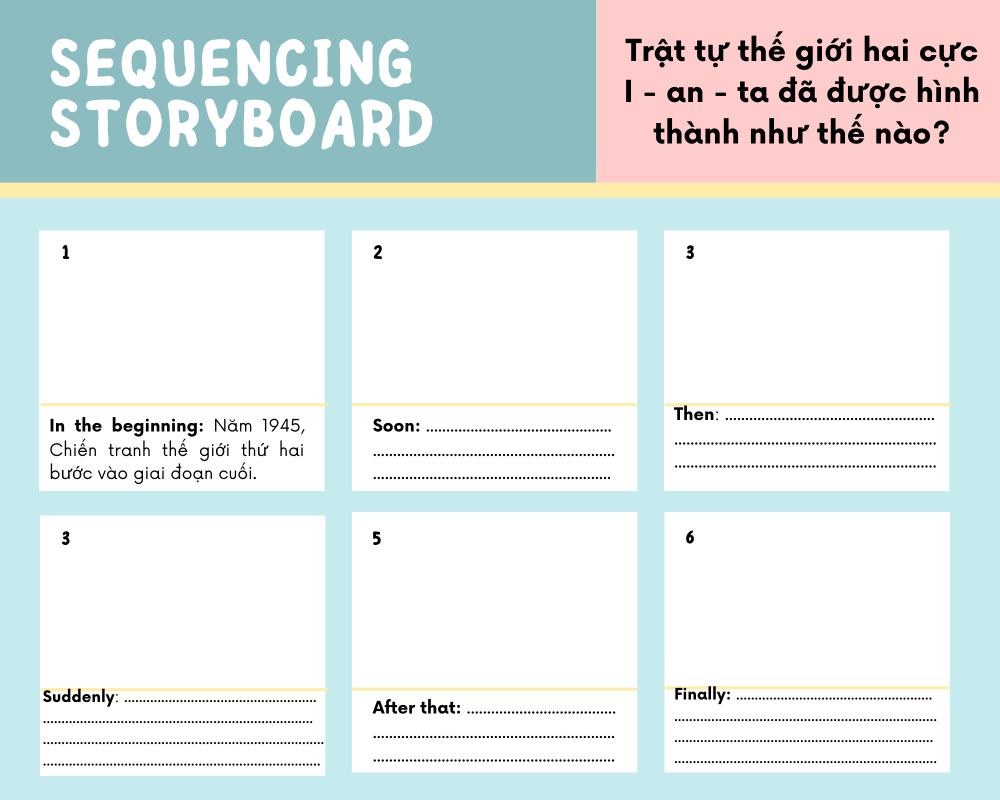 SEQUENCING
STORYBOARD
Trật tự thế giới hai cực
I - an - ta đã được hình
thành như thế nào?
1
In the beginning: Năm 1945,
Chiến tranh thế giới thứ hai
bước vào giai đoạn cuối.
2
Soon: ..............................................
............................................................
...........................................................
3
Then: ....................................................
.................................................................
.................................................................
3
Suddenly: ....................................................
.........................................................................
............................................................................
...........................................................................
5
After that: .....................................
............................................................
............................................................
6
Finally: .....................................................
.......................................................................
......................................................................
.......................................................................